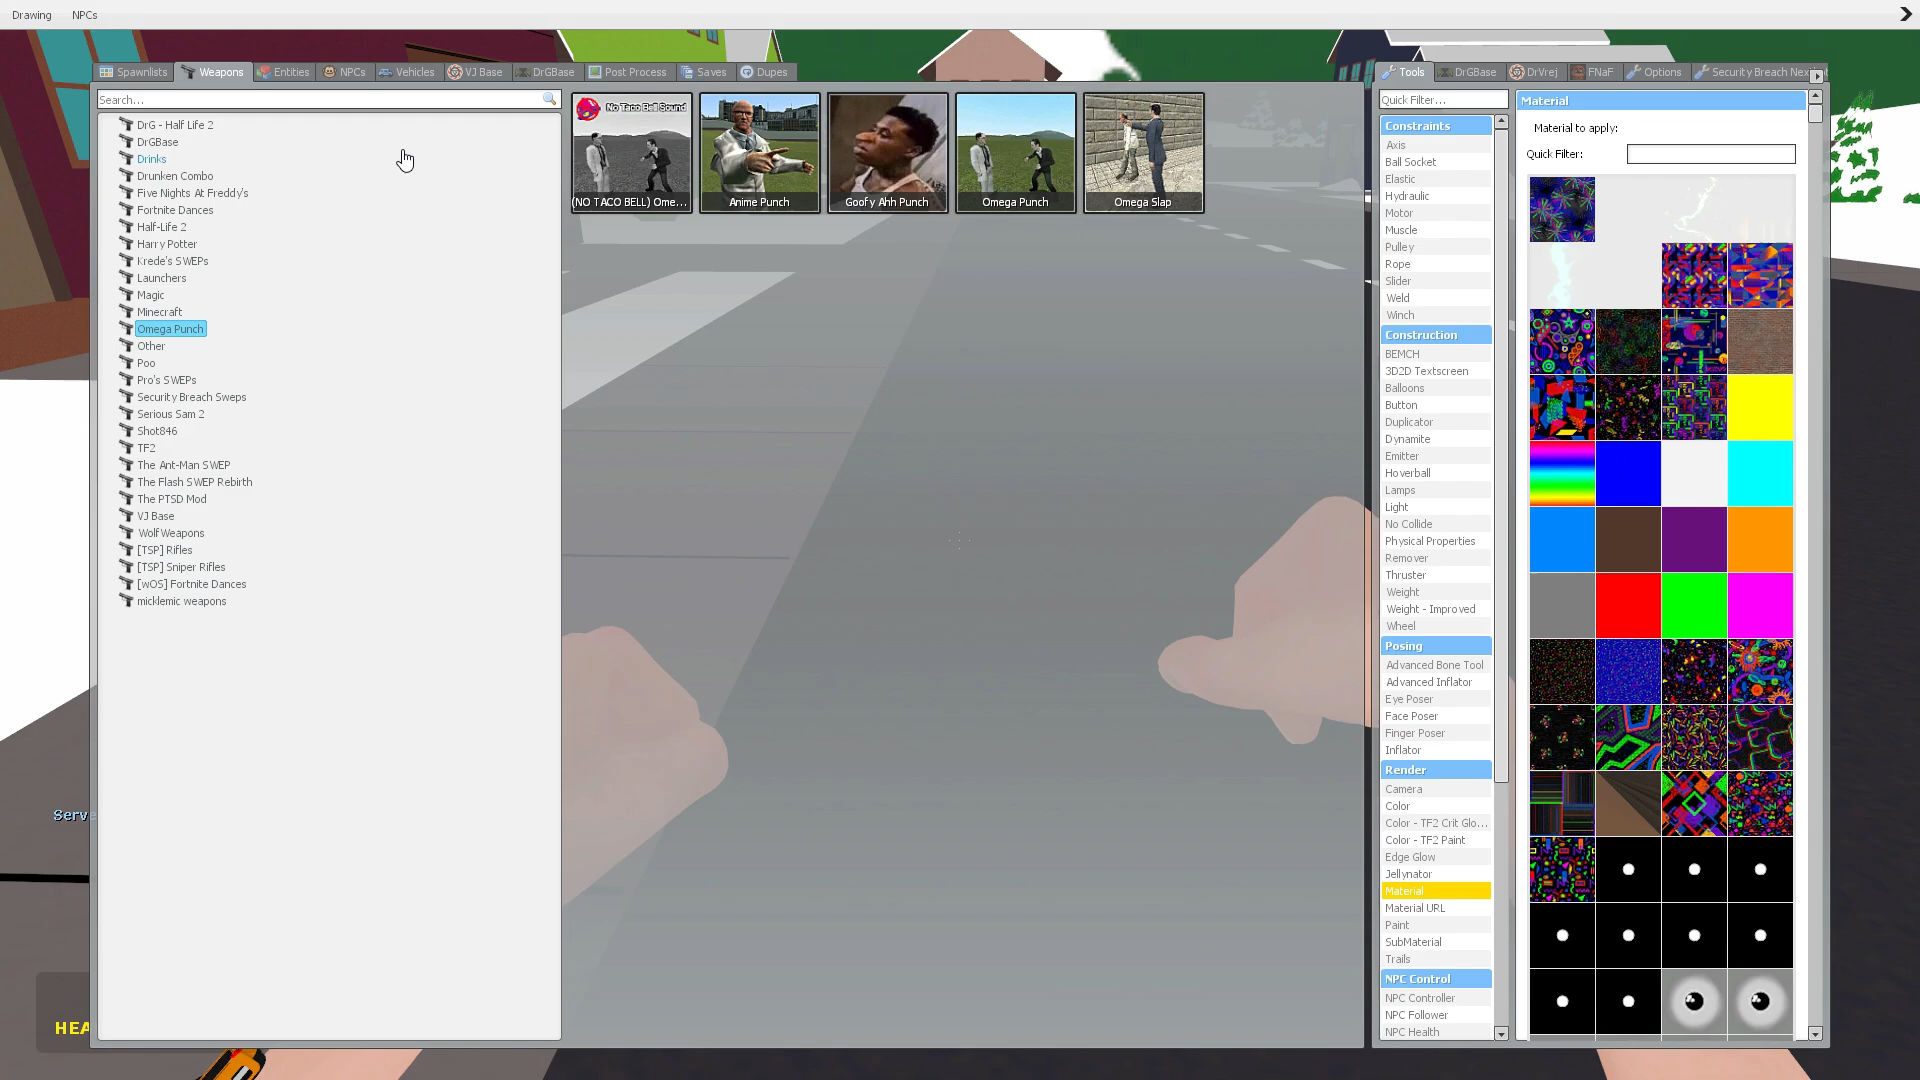 Drawing NPCs
Spawnlists Weapons Entities NPCs Vehicles VJ Base DrGBase Post Process Saves Dupes
Search...
DrG - Half Life 2
DrGBase
Drinks
Drunken Combo
Five Nights At Freddy's
Fortnite Dances
Half-Life 2
Harry Potter
Krede's SWEPs
Launchers
Magic
Minecraft
Omega Punch
Other
Poo
Pro's SWEPs
Security Breach Sweps
Serious Sam 2
Shot846
TF2
The Ant-Man SWEP
The Flash SWEP Rebirth
The PTSD Mod
VJ Base
Wolf Weapons
[TSP] Rifles
[TSP] Sniper Rifles
[wOS] Fortnite Dances
micklemic weapons
No Taco Bell Sound
(NO TACO BELL) Ome...
Anime Punch
Goofy Ahh Punch
Omega Punch
Omega Slap
Serve
HEA
Tools DrGBase DrVrej FNaF Options Security Breach Nex
Quick Filter...
Constraints
Axis
Ball Socket
Elastic
Hydraulic
Motor
Muscle
Pulley
Rope
Slider
Weld
Winch
Construction
BEMCH
3D2D Textscreen
Balloons
Button
Duplicator
Dynamite
Emitter
Hoverball
Lamps
Light
No Collide
Physical Properties
Remover
Thruster
Weight
Weight - Improved
Wheel
Posing
Advanced Bone Tool
Advanced Inflator
Eye Poser
Face Poser
Finger Poser
Inflator
Render
Camera
Color
Color - TF2 Crit Glo...
Color - TF2 Paint
Edge Glow
Jellynator
Material
Material URL
Paint
SubMaterial
Trails
NPC Control
NPC Controller
NPC Follower
NPC Health
Material
Material to apply:
Quick Filter: